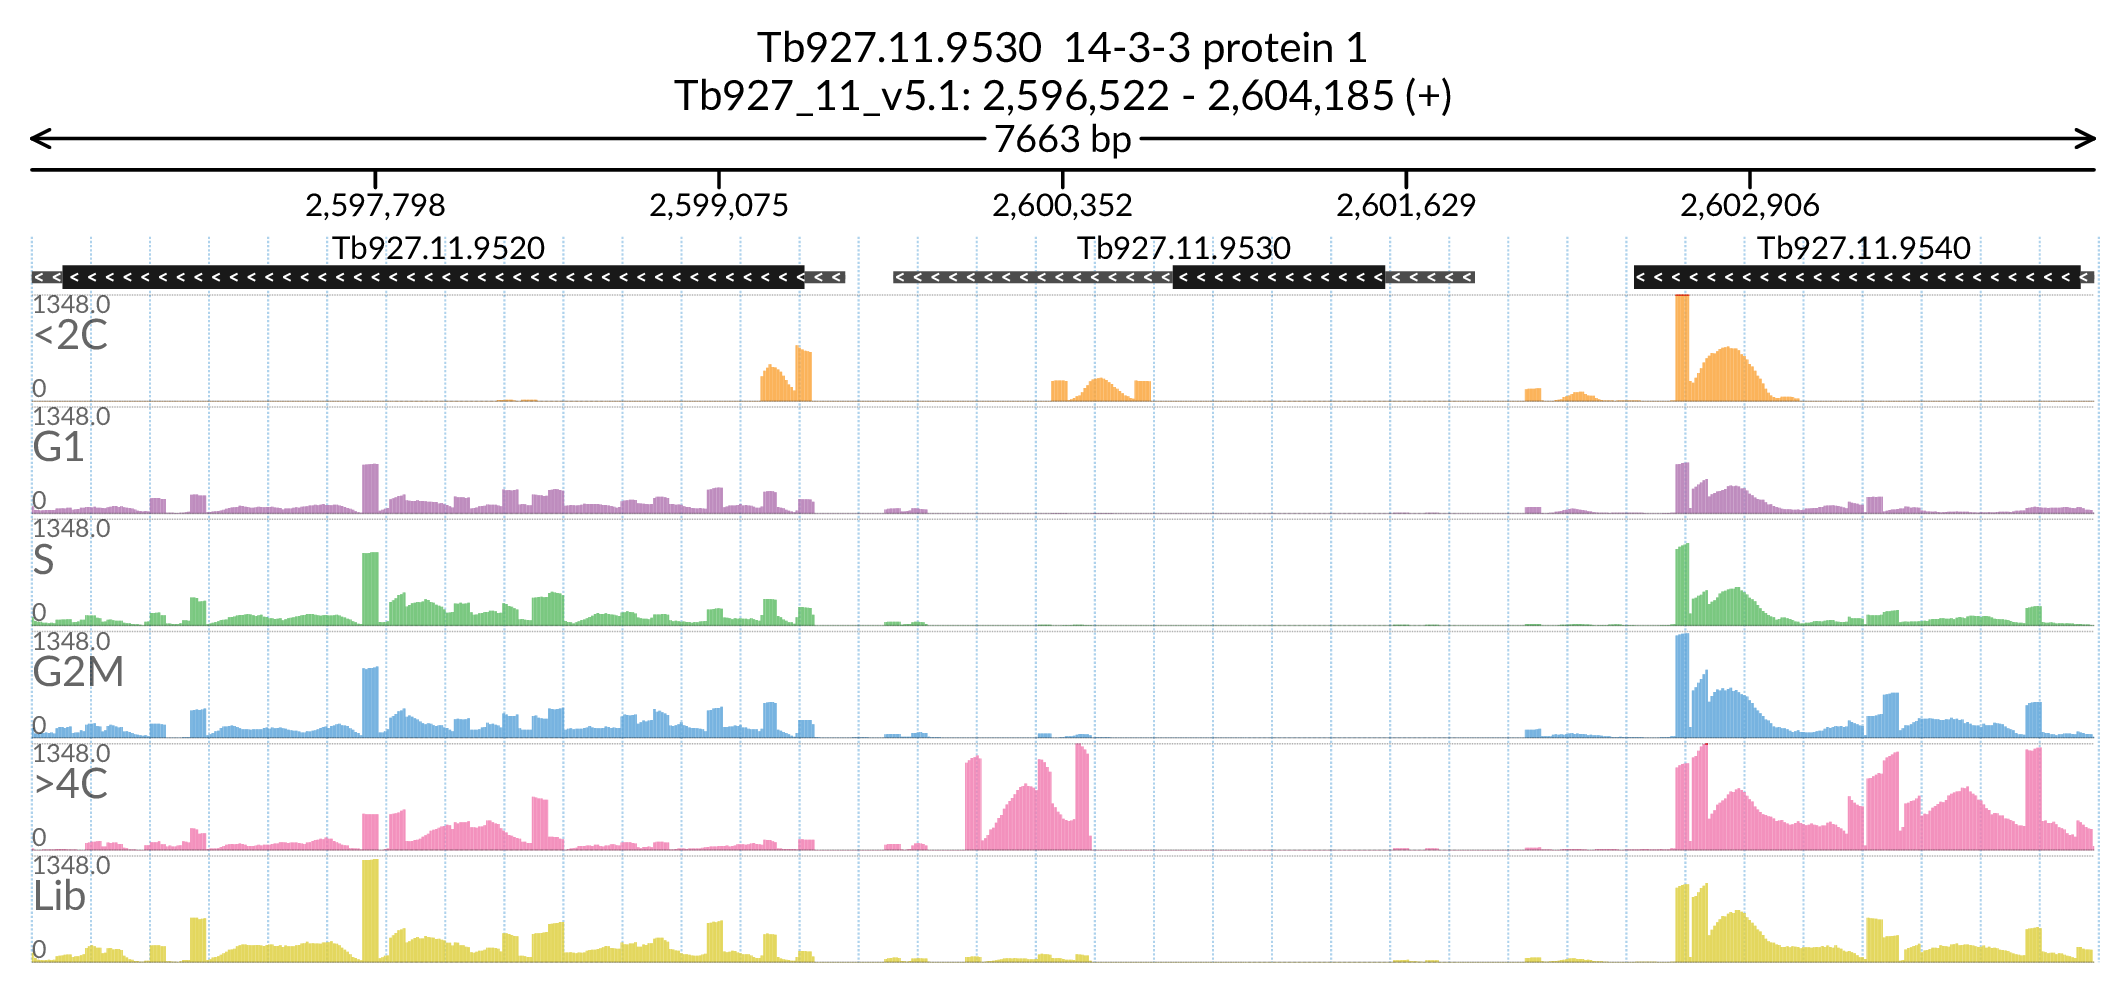 Tb927.11.9530 14-3-3 protein 1
Tb927_11_v5.1: 2,596,522 - 2,604,185 (+)
7663 bp
2,597,798 2,599,075 2,600,352 2,601,629 2,602,906
Tb927.11.9520 Tb927.11.9530 Tb927.11.9540
1348.0
<2C
0
1348.0
G1
0
1348.0
S
0
1348.0
G2M
0
1348.0
>4C
0
1348.0
Lib
0